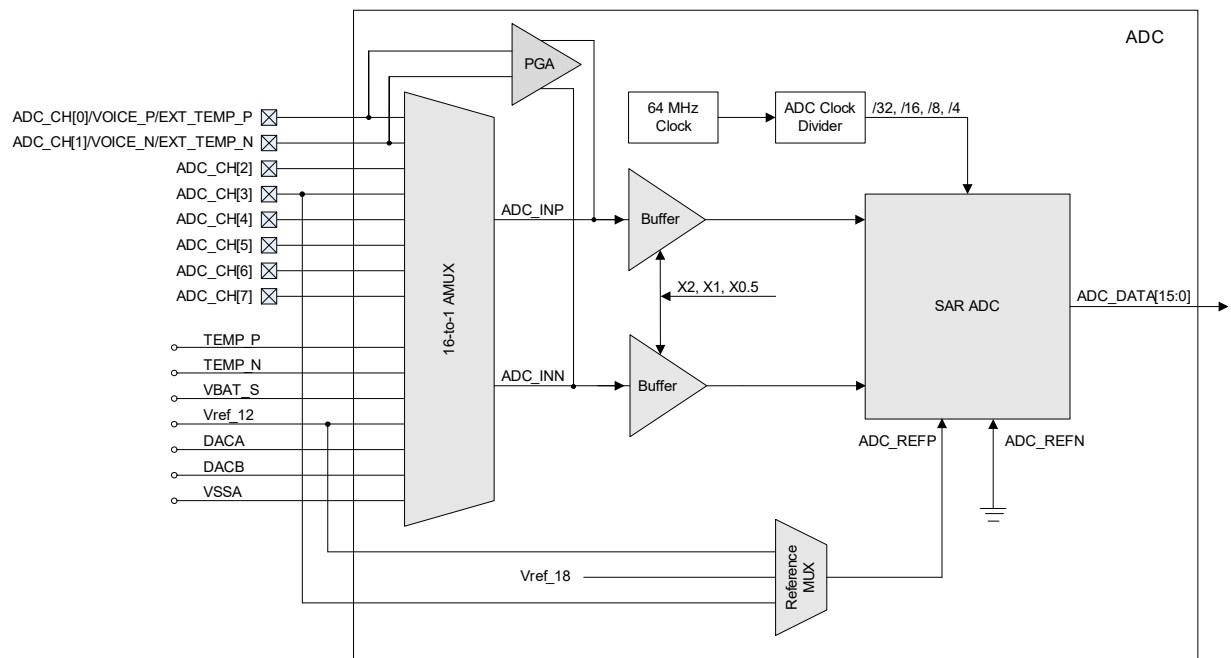 ADC
PGA
64 MHz
Clock
ADC Clock
Divider
/32, /16, /8, /4
ADC_CH[0]/VOICE_P/EXT_TEMP_P
ADC_CH[1]/VOICE_N/EXT_TEMP_N
ADC_CH[2]
ADC_CH[3]
ADC_CH[4]
ADC_CH[5]
ADC_CH[6]
ADC_CH[7]
16-to-1 AMUX
ADC_INP
Buffer
X2, X1, X0.5
SAR ADC
ADC_DATA[15:0]
TEMP_P
TEMP_N
VBAT_S
Vref_12
DACA
DACB
VSSA
ADC_INN
Buffer
ADC_REFP
ADC_REFN
Vref_18
Reference
MUX